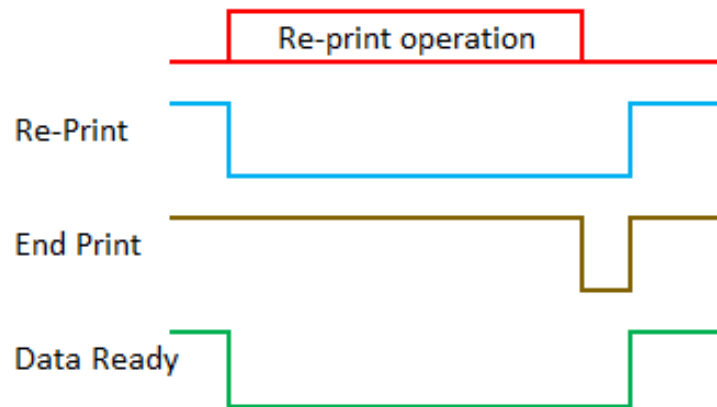 Re-print operation
Re-Print
End Print
Data Ready